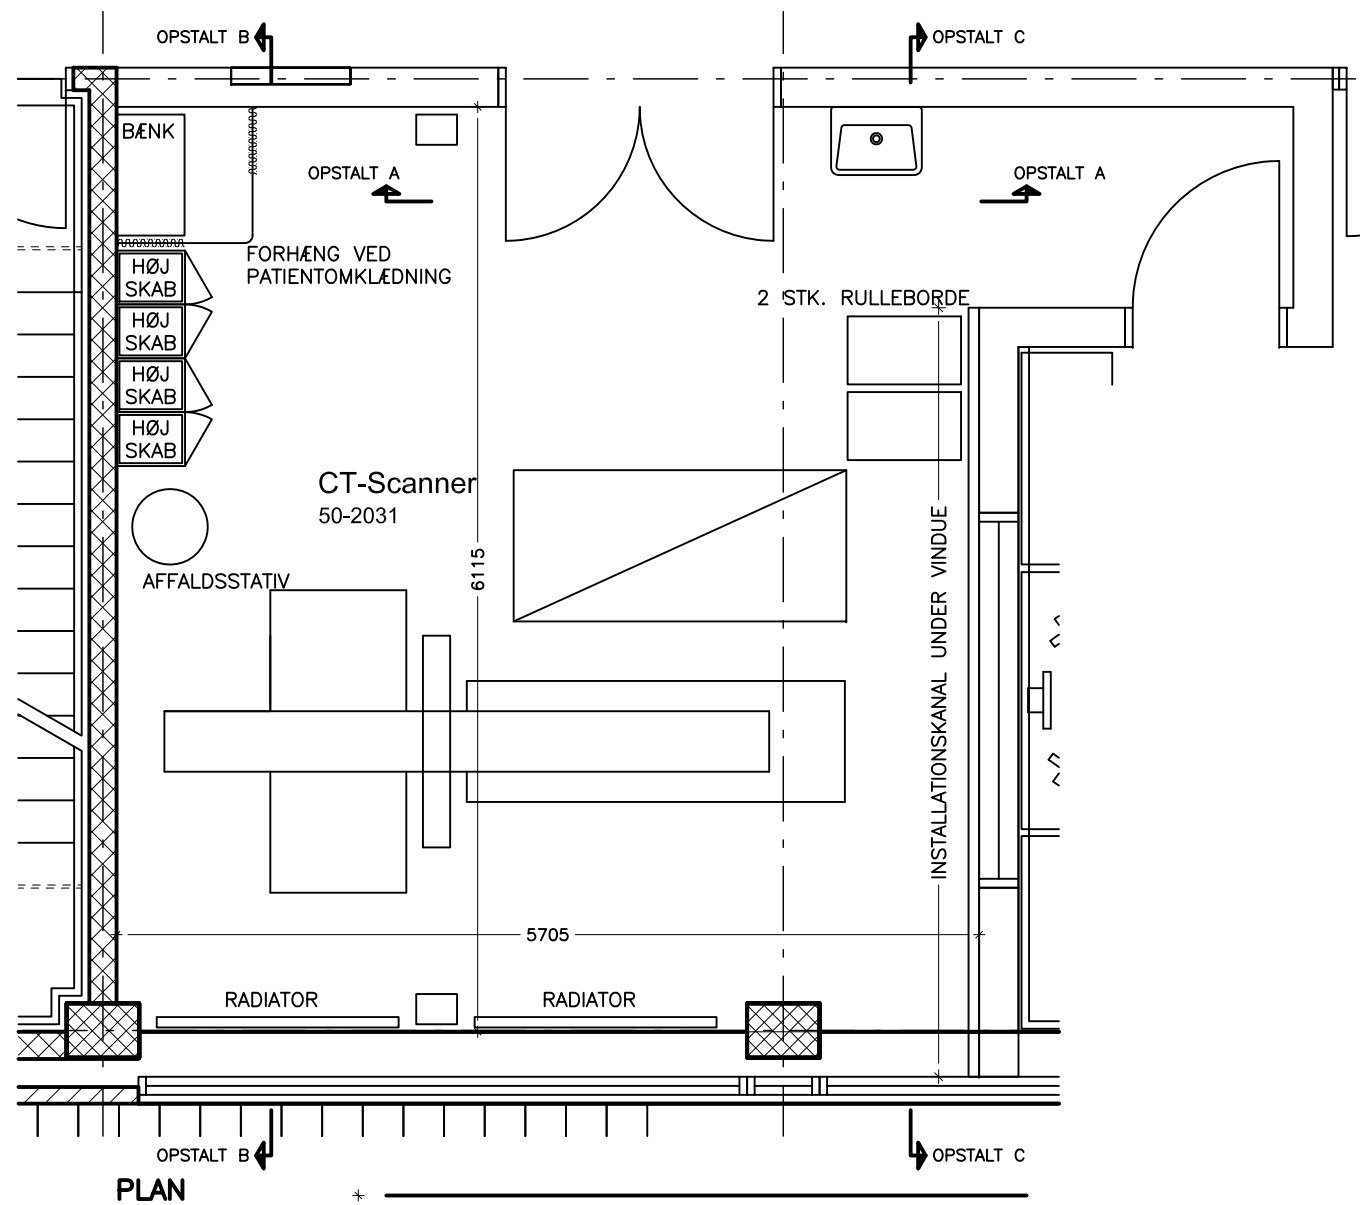 OPSTALT B
OPSTALT C
BÆNK
OPSTALT A
OPSTALT A
FORHÆNG VED
PATIENTOMKLÆDNING
HØJ
SKAB
HØJ
SKAB
HØJ
SKAB
HØJ
SKAB
2 STK. RULLEBORDE
CT-Scanner
50-2031
AFFALDSSTATIV
6115
INSTALLATIONSKANAL UNDER VINDUE
5705
RADIATOR
RADIATOR
OPSTALT B
OPSTALT C
PLAN